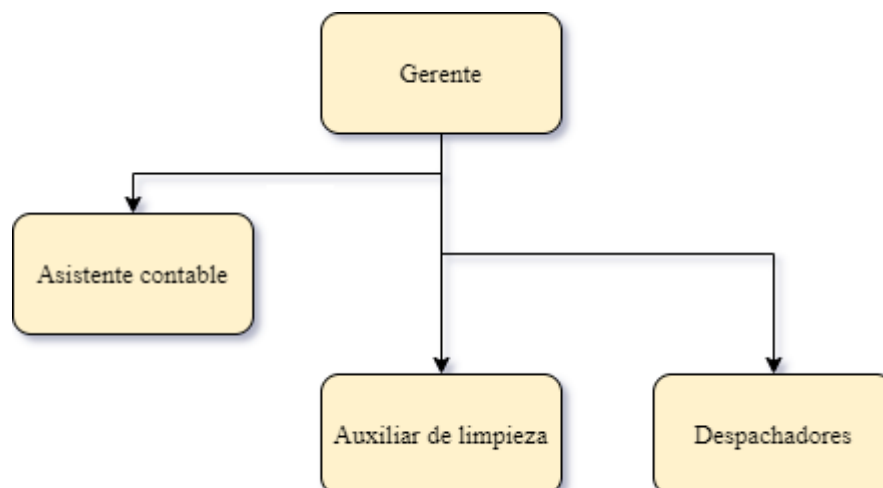 Gerente
Asistente contable
Auxiliar de limpieza
Despachadores